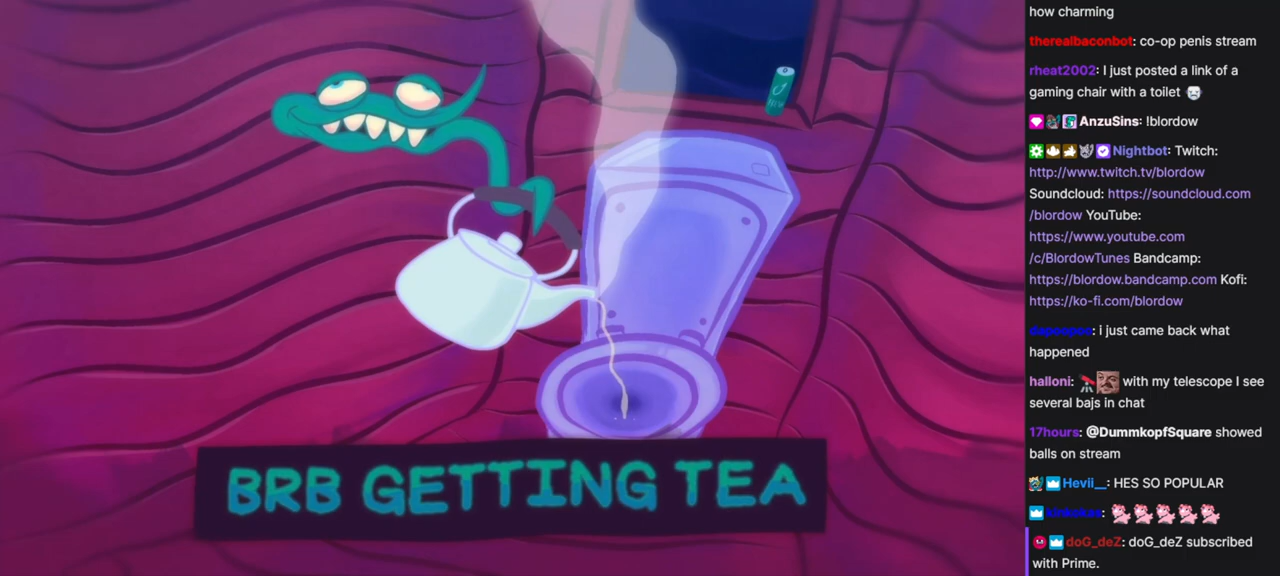 BRB GETTING TEA
how charming
therealbaconbot: co-op penis stream
rheat2002: I just posted a link of a
gaming chair with a toilet
AnzuSins: !blordow
Nightbot: Twitch:
http://www.twitch.tv/blordow
Soundcloud: https://soundcloud.com
/blordow YouTube:
https://www.youtube.com
/c/BlordowTunes Bandcamp:
https://blordow.bandcamp.com Kofi:
https://ko-fi.com/blordow
: i just came back what
happened
halloni: with my telescope I see
several bajs in chat
17hours: @DummkopfSquare showed
balls on stream
Hevii__: HES SO POPULAR
:
doG_deZ: doG_deZ subscribed
with Prime.